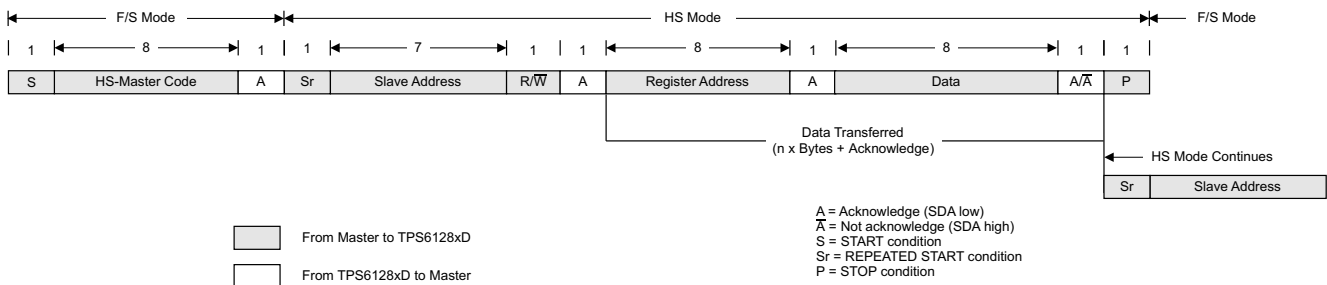 F/S Mode HS Mode F/S Mode
1 8 1 1 7 1 1 8 1 8 1 1
S HS-Master Code A Sr Slave Address R/W̅ A Register Address A Data A/A̅ P
Data Transferred
(n x Bytes + Acknowledge)
HS Mode Continues
Sr Slave Address
A = Acknowledge (SDA low)
A̅ = Not acknowledge (SDA high)
S = START condition
Sr = REPEATED START condition
P = STOP condition
From Master to TPS6128xD
From TPS6128xD to Master